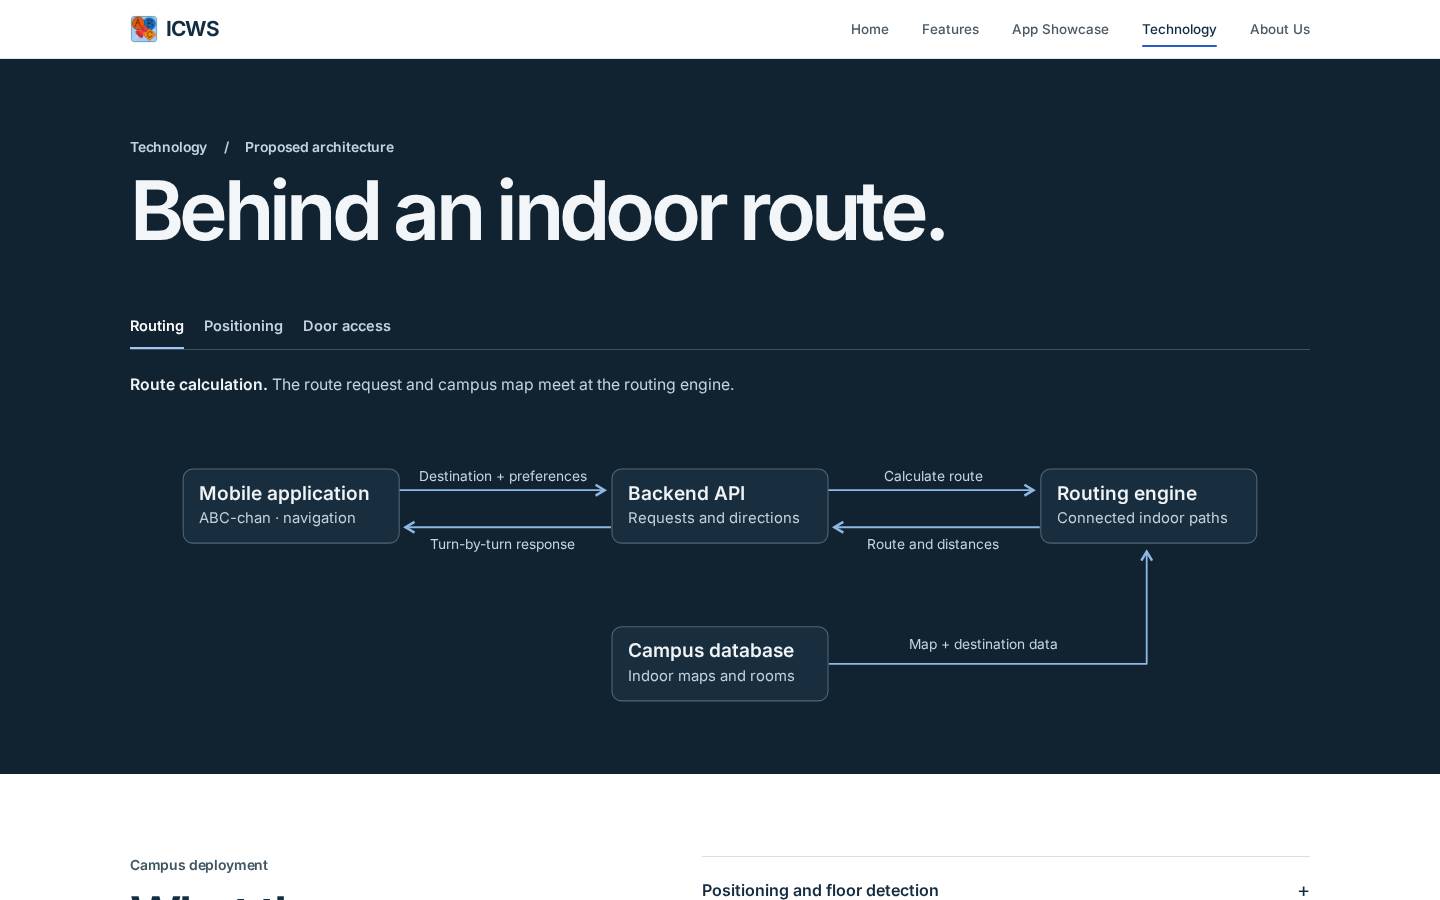 ICWS
Home Features App Showcase Technology About Us
Technology / Proposed architecture
Behind an indoor route.
Routing Positioning Door access
Route calculation. The route request and campus map meet at the routing engine.
Mobile application
ABC-chan · navigation
Destination + preferences
Turn-by-turn response
Backend API
Requests and directions
Calculate route
Route and distances
Routing engine
Connected indoor paths
Campus database
Indoor maps and rooms
Map + destination data
Campus deployment
Positioning and floor detection +